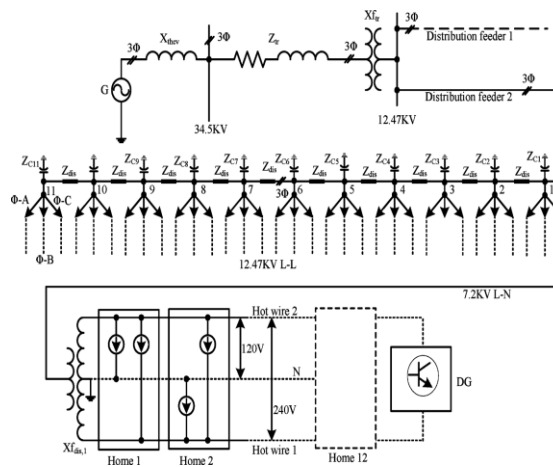 3Φ X_thev 3Φ Z_tr 3Φ Xf_tr 3Φ
Distribution feeder 1
G
3Φ
Distribution feeder 2
34.5KV
12.47KV
Z_C11 Z_C9 Z_C8 Z_C7 Z_C6 Z_C5 Z_C4 Z_C3 Z_C2 Z_C1
Z_dis Z_dis Z_dis Z_dis Z_dis Z_dis Z_dis Z_dis Z_dis Z_dis
3Φ
11 10 9 8 7 6 5 4 3 2 1
Φ-A Φ-C
Φ-B
12.47KV L-L
7.2KV L-N
Hot wire 2
120V
N
DG
240V
Xf_dis,1
Hot wire 1
Home 1 Home 2 Home 12